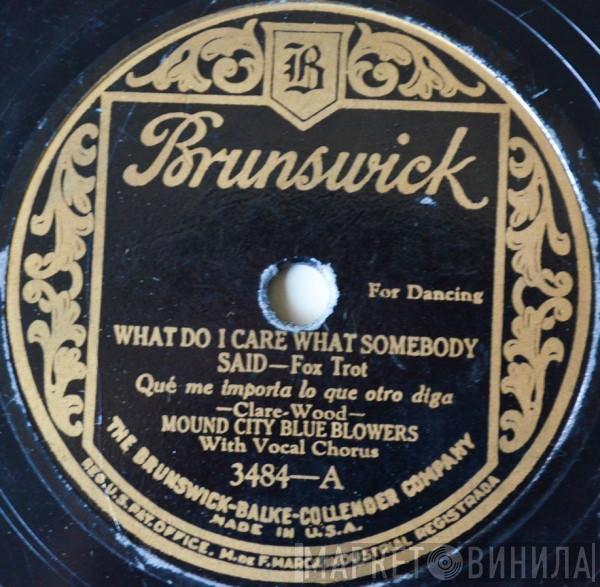 B
Brunswick
For Dancing
WHAT DO I CARE WHAT SOMEBODY
SAID—Fox Trot
Qué me importa lo que otro diga
—Clare-Wood—
MOUND CITY BLUE BLOWERS
With Vocal Chorus
3484—A
THE BRUNSWICK-BALKE-COLLENDER COMPANY
MADE IN U.S.A.
REG. U.S. PAT. OFFICE. M. DE F. MARCA INDUSTRIAL REGISTRADA
МАРКЕТ ВИНИЛА